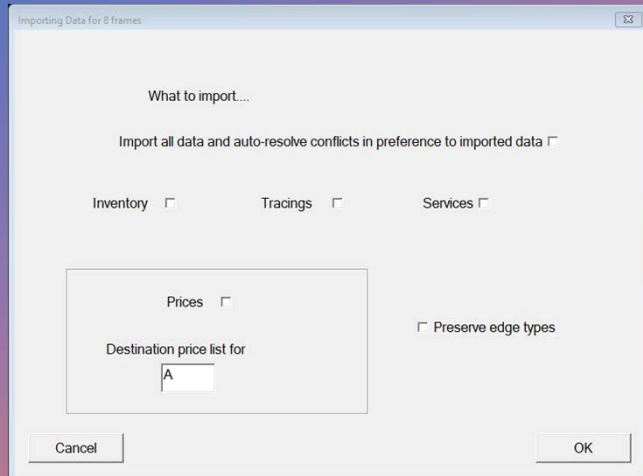 Importing Data for 8 frames
What to import....
Import all data and auto-resolve conflicts in preference to imported data
Inventory Tracings Services
Prices
Preserve edge types
Destination price list for
A
Cancel OK